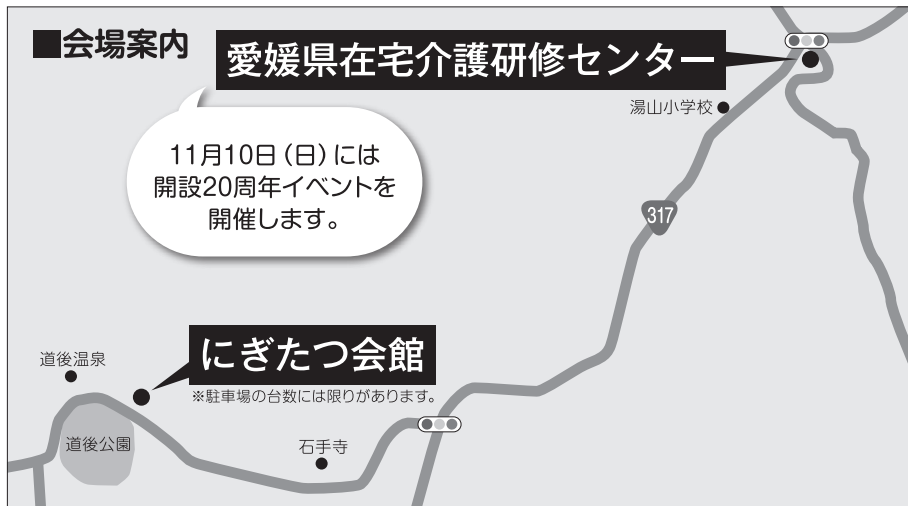 ■会場案内
愛媛県在宅介護研修センター
湯山小学校
11月10日（日）には
開設20周年イベントを
開催します。
317
にぎたつ会館
※駐車場の台数には限りがあります。
道後温泉
道後公園
石手寺